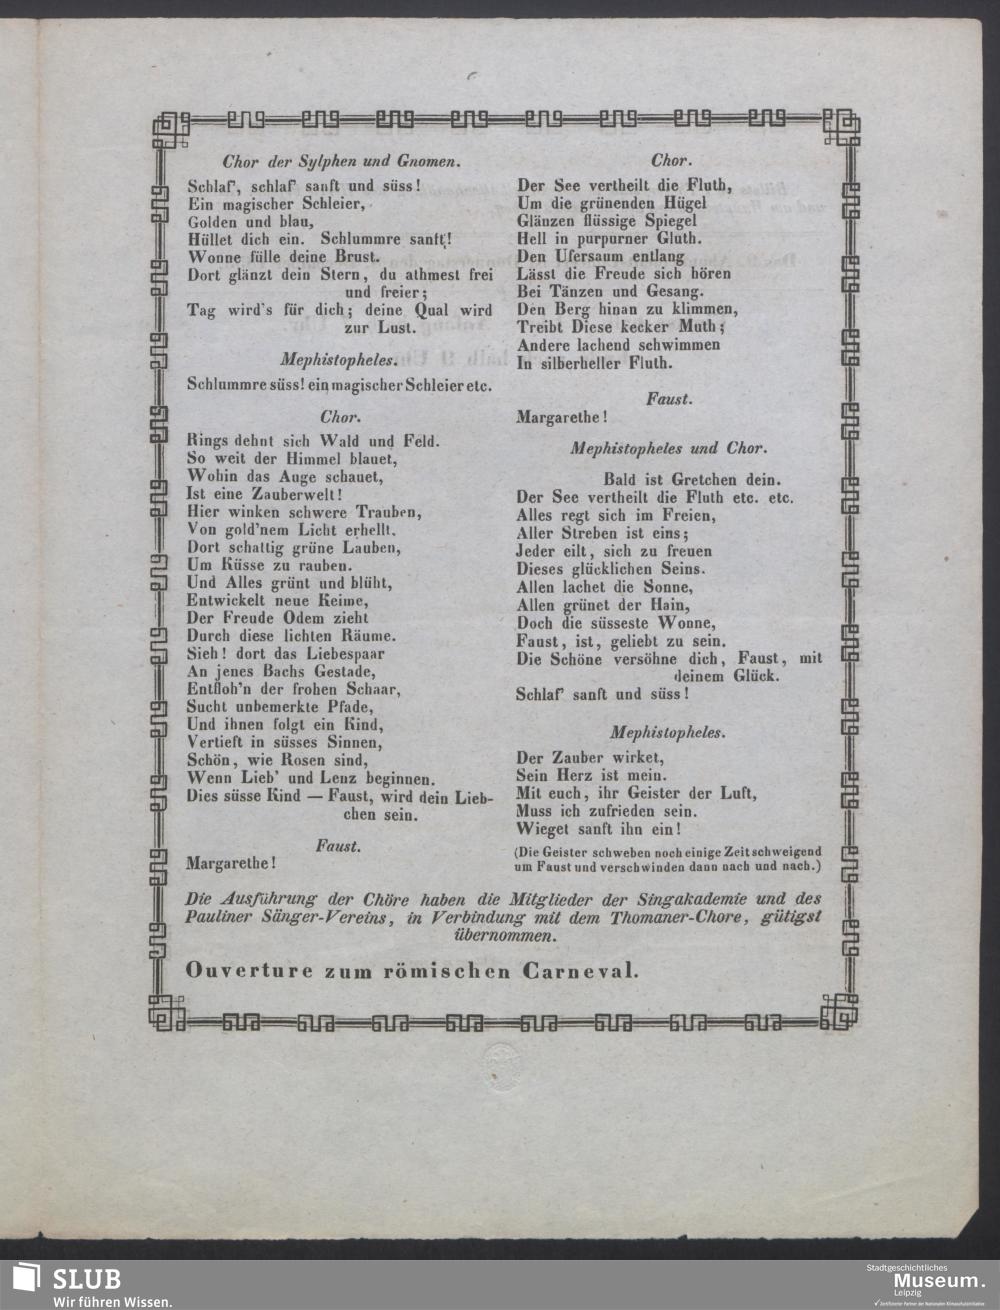 Chor der Sylphen und Gnomen.
Schlaf', schlaf' sanft und süss!
Ein magischer Schleier,
Golden und blau,
Hüllet dich ein. Schlummre sanft!
Wonne fülle deine Brust.
Dort glänzt dein Stern, du athmest frei
und freier;
Tag wird's für dich; deine Qual wird
zur Lust.
Mephistopheles.
Schlummre süss! ein magischer Schleier etc.
Chor.
Rings dehnt sich Wald und Feld.
So weit der Himmel blauet,
Wohin das Auge schauet,
Ist eine Zauberwelt!
Hier winken schwere Trauben,
Von gold'nem Licht erhellt.
Dort schattig grüne Lauben,
Um Küsse zu rauben.
Und Alles grünt und blüht,
Entwickelt neue Keime,
Der Freude Odem zieht
Durch diese lichten Räume.
Sieh! dort das Liebespaar
An jenes Bachs Gestade,
Entfloh'n der frohen Schaar,
Sucht unbemerkte Pfade,
Und ihnen folgt ein Kind,
Vertieft in süsses Sinnen,
Schön, wie Rosen sind,
Wenn Lieb' und Lenz beginnen.
Dies süsse Kind — Faust, wird dein Lieb-
chen sein.
Faust.
Margarethe!
Chor.
Der See vertheilt die Fluth,
Um die grünenden Hügel
Glänzen flüssige Spiegel
Hell in purpurner Gluth.
Den Ufersaum entlang
Lässt die Freude sich hören
Bei Tänzen und Gesang.
Den Berg hinan zu klimmen,
Treibt Diese kecker Muth;
Andere lachend schwimmen
In silberheller Fluth.
Faust.
Margarethe!
Mephistopheles und Chor.
Bald ist Gretchen dein.
Der See vertheilt die Fluth etc. etc.
Alles regt sich im Freien,
Aller Streben ist eins;
Jeder eilt, sich zu freuen
Dieses glücklichen Seins.
Allen lachet die Sonne,
Allen grünet der Hain,
Doch die süsseste Wonne,
Faust, ist, geliebt zu sein.
Die Schöne versöhne dich, Faust, mit
deinem Glück.
Schlaf' sanft und süss!
Mephistopheles.
Der Zauber wirket,
Sein Herz ist mein.
Mit euch, ihr Geister der Luft,
Muss ich zufrieden sein.
Wieget sanft ihn ein!
(Die Geister schweben noch einige Zeit schweigend
um Faust und verschwinden dann nach und nach.)
Die Ausführung der Chöre haben die Mitglieder der Singakademie und des
Pauliner Sänger-Vereins, in Verbindung mit dem Thomaner-Chore, gütigst
übernommen.
Ouverture zum römischen Carneval.
SLUB
Wir führen Wissen.
Stadtgeschichtliches
Museum.
Leipzig